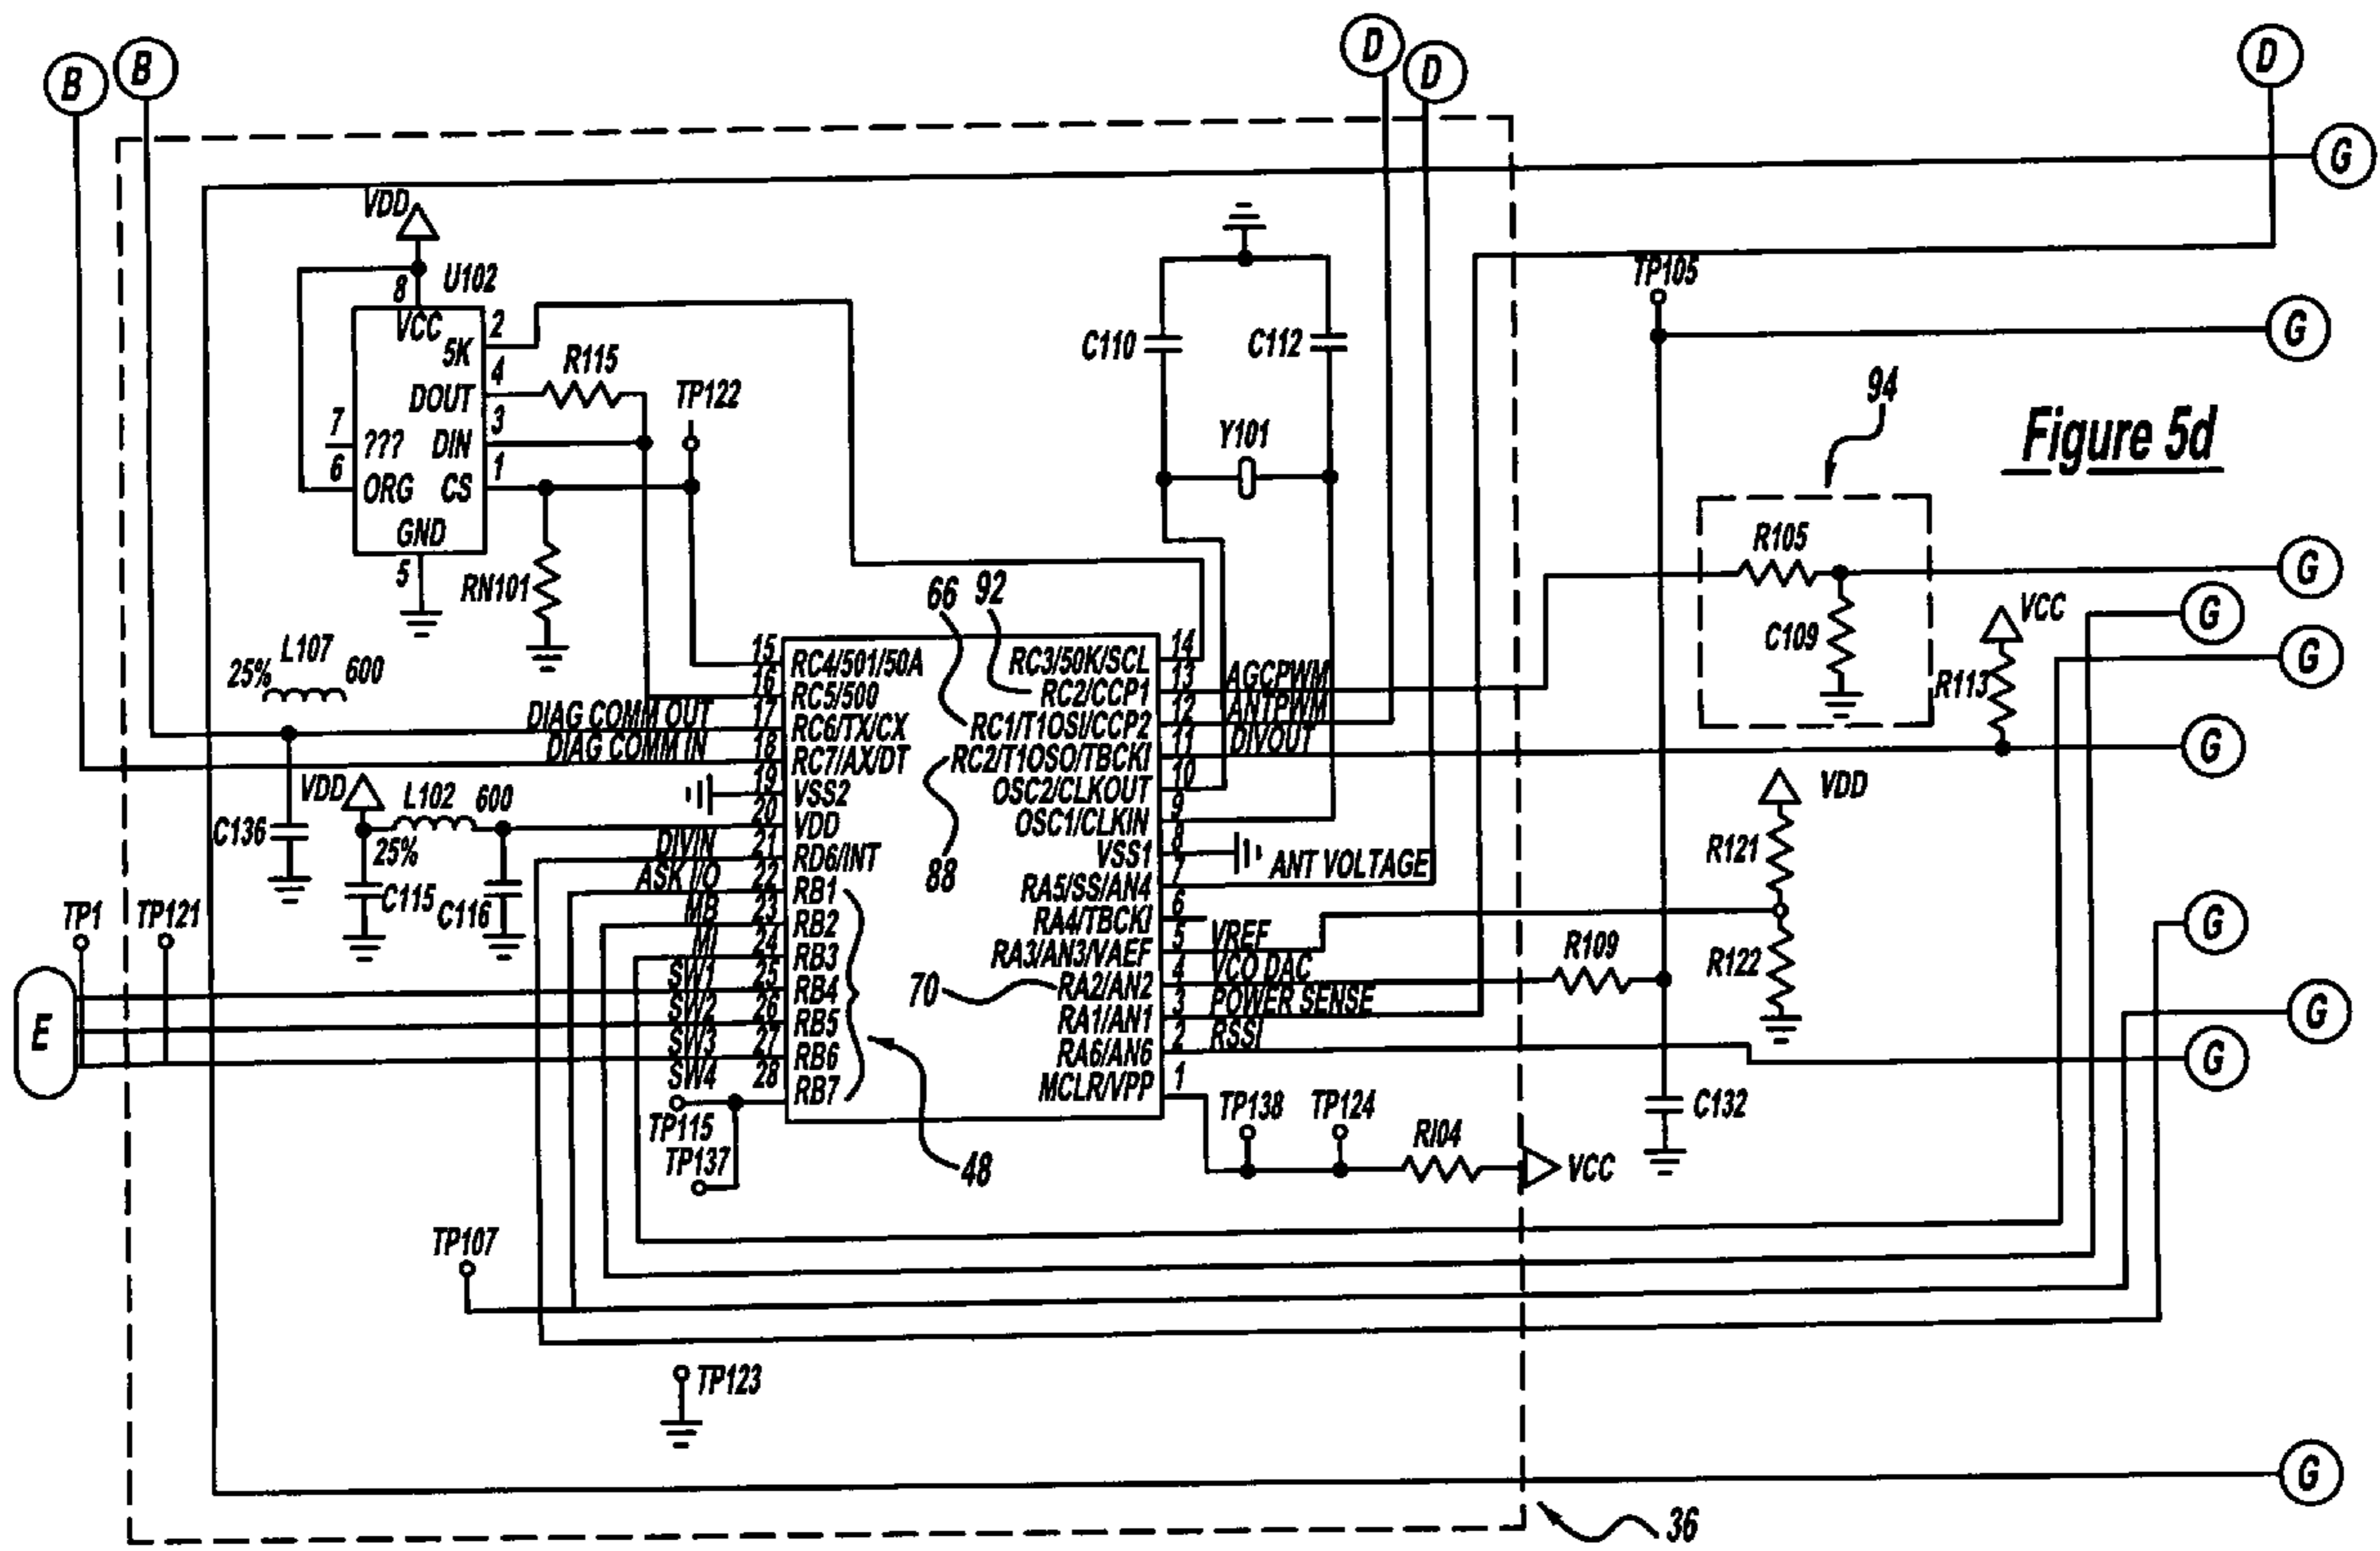 B
B
D
D
D
G
VDD
U102
8
VCC
2
5K
4
R115
DOUT
TP122
7
3
???
DIN
6
1
ORG
CS
GND
5
RN101
C110
C112
Y101
TP105
G
94
Figure 5d
R105
G
C109
G
VCC
G
R113
G
L107
25%
600
66
92
15
RC4/501/50A
16
RC5/500
DIAG COMM OUT
17
RC6/TX/CX
DIAG COMM IN
18
RC7/AX/DT
19
VSS2
20
VDD
DIVIN
21
RD6/INT
ASK I/O
22
RB1
MB
23
RB2
MI
24
RB3
SW1
25
RB4
SW2
26
RB5
SW3
27
RB6
SW4
28
RB7
14
RC3/50K/SCL
13
AGCPWM
RC2/CCP1
12
ANTPWM
RC1/T1OSI/CCP2
11
DIVOUT
RC2/T1OSO/TBCKI
10
OSC2/CLKOUT
9
OSC1/CLKIN
8
VSS1
ANT VOLTAGE
7
RA5/SS/AN4
6
RA4/TBCKI
5
VREF
RA3/AN3/VAEF
4
VCO DAC
RA2/AN2
3
POWER SENSE
RA1/AN1
2
RSSI
RA6/AN6
1
MCLR/VPP
88
70
48
VDD
L102
600
C136
25%
C115
C116
TP1
TP121
E
TP115
TP137
TP107
TP123
TP138
TP124
R104
VCC
R109
C132
VDD
R121
R122
G
G
G
G
36